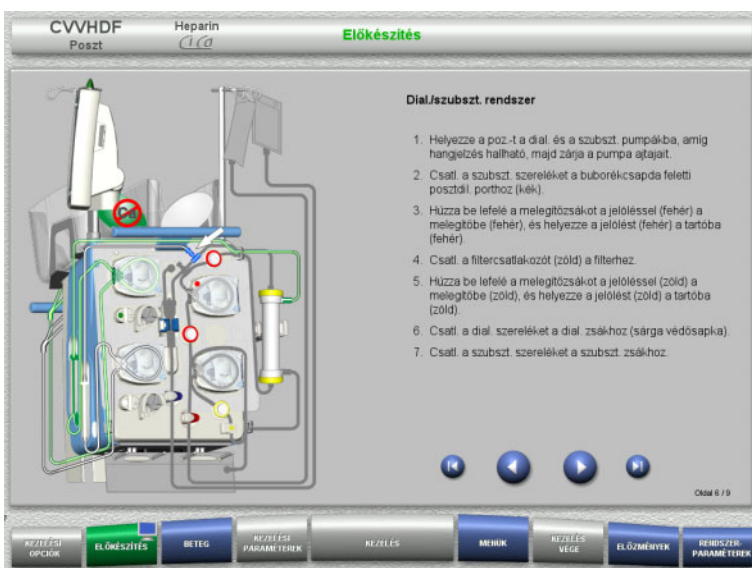 CVVHDF
Poszt
Heparin
CiCa
Előkészítés
Ca
Dial./szubszt. rendszer
1. Helyezze a poz.-t a dial. és a szubszt. pumpákba, amíg
hangjelzés hallható, majd zárja a pumpa ajtajait.
2. Csatl. a szubszt. szereléket a buborékcsapda feletti
posztdil. porthoz (kék).
3. Húzza be lefelé a melegítőzsákot a jelöléssel (fehér) a
melegítőbe (fehér), és helyezze a jelölést (fehér) a tartóba
(fehér).
4. Csatl. a filtercsatlakozót (zöld) a filterhez.
5. Húzza be lefelé a melegítőzsákot a jelöléssel (zöld) a
melegítőbe (zöld), és helyezze a jelölést (zöld) a tartóba
(zöld).
6. Csatl. a dial. szereléket a dial. zsákhoz (sárga védősapka).
7. Csatl. a szubszt. szereléket a szubszt. zsákhoz.
Oldal 6 / 9
KEZELÉSI
OPCIÓK
ELŐKÉSZÍTÉS
BETEG
KEZELÉSI
PARAMÉTEREK
KEZELÉS
MENÜK
KEZELÉS
VÉGE
ELŐZMÉNYEK
RENDSZER-
PARAMÉTEREK